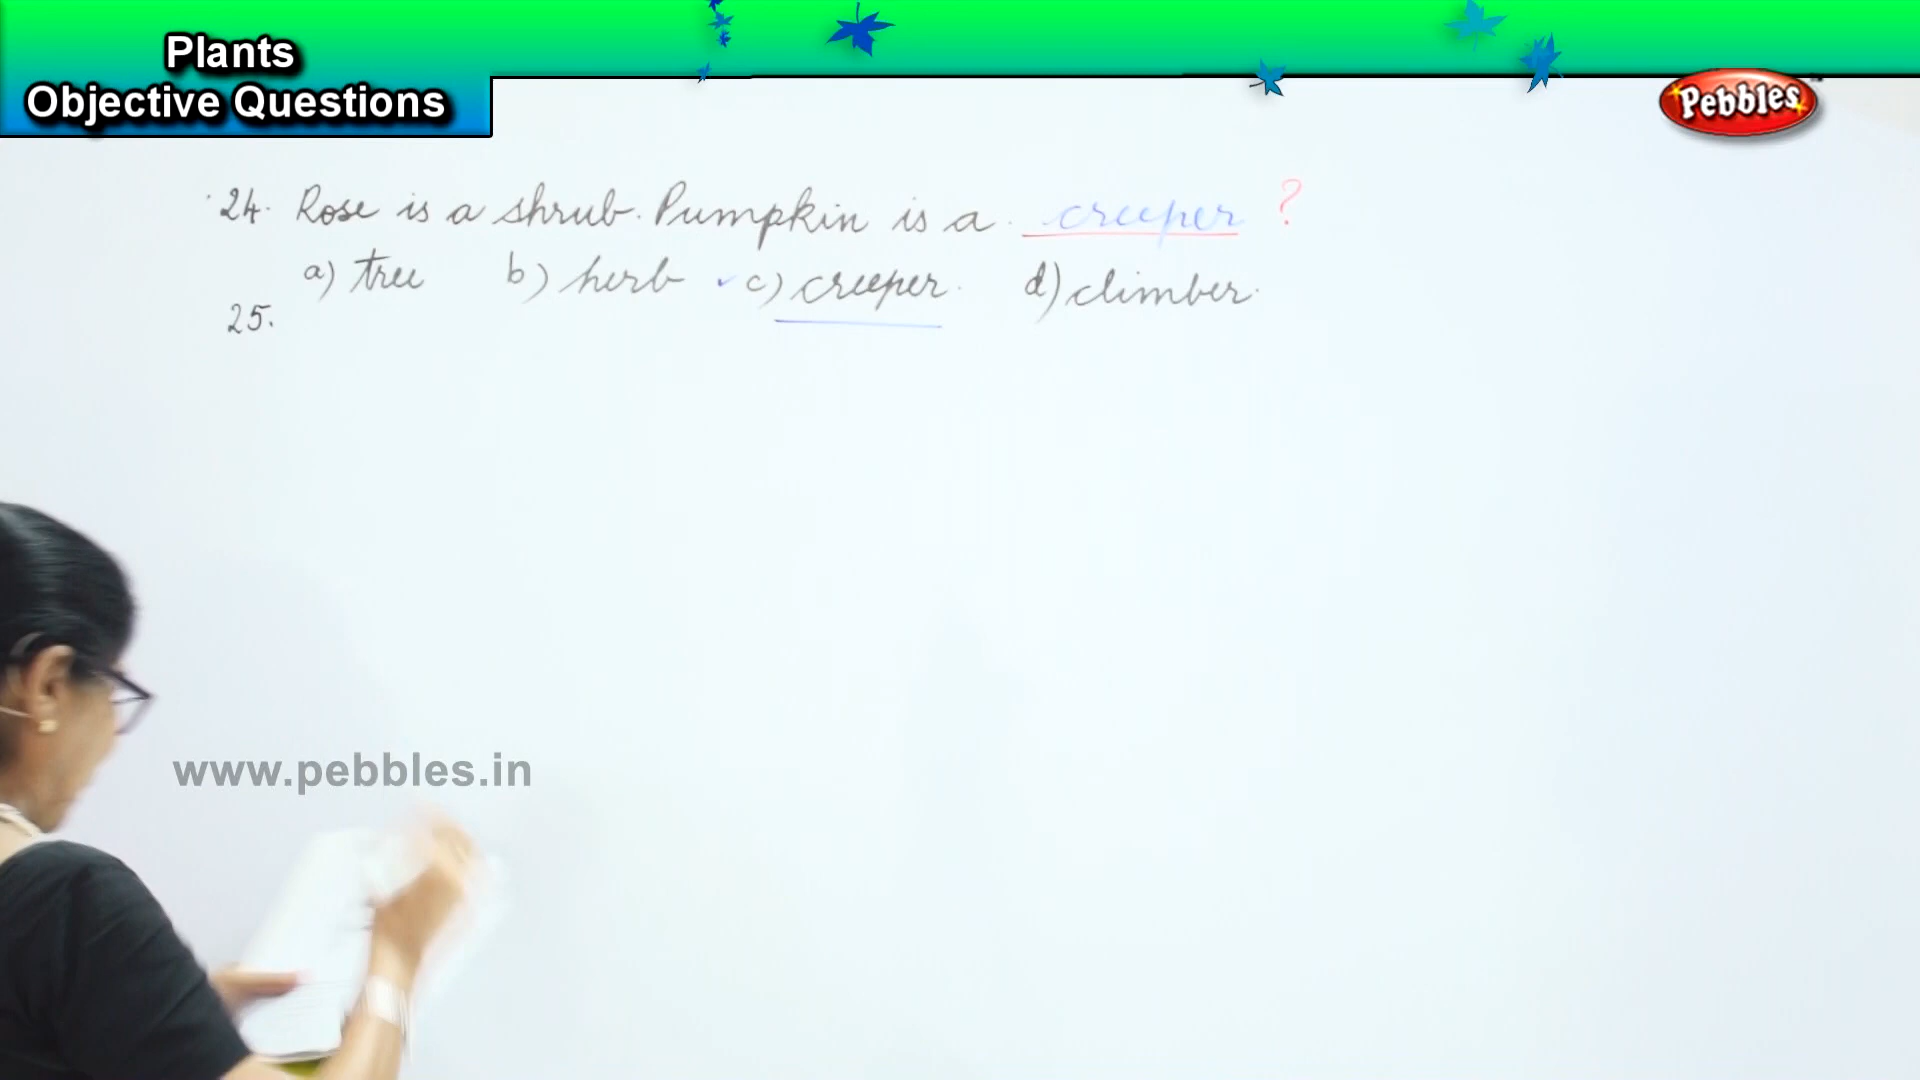 Plants
Objective Questions
Pebbles
24. Rose is a shrub. Pumpkin is a creeper ?
a) tree b) herb c) creeper. d) climber.
25.
www.pebbles.in